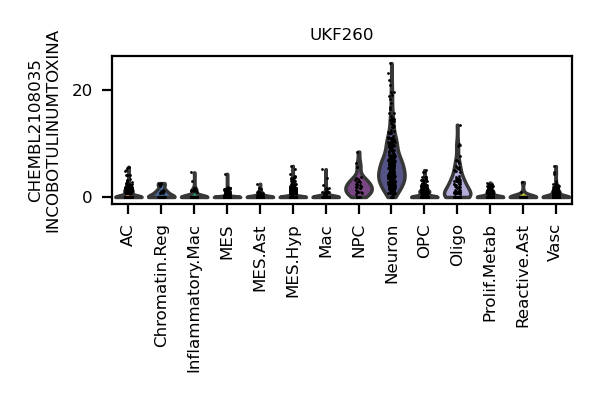 UKF260
CHEMBL2108035
INCOBOTULINUMTOXINA
20
0
AC
Chromatin.Reg
Inflammatory.Mac
MES
MES.Ast
MES.Hyp
Mac
NPC
Neuron
OPC
Oligo
Prolif.Metab
Reactive.Ast
Vasc